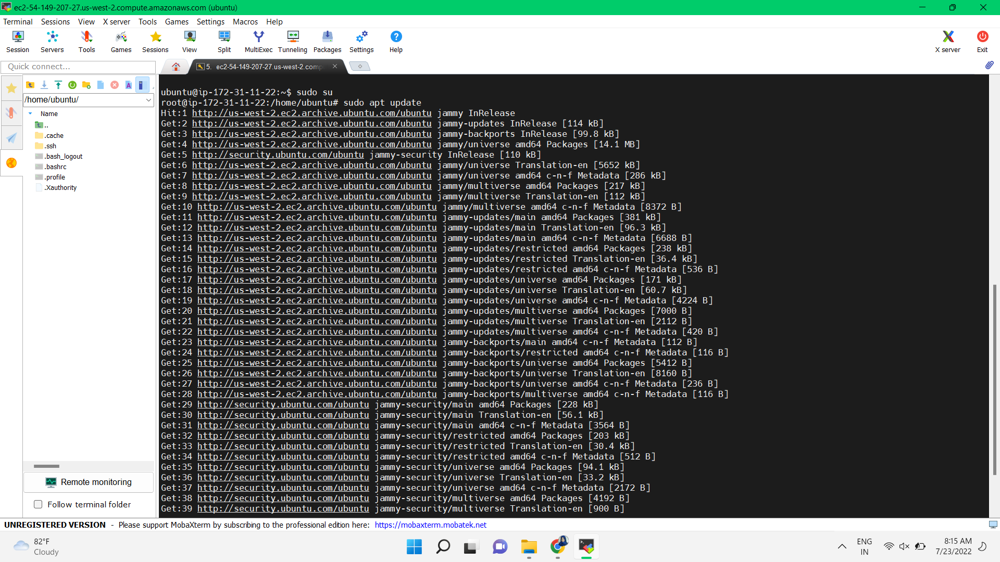 ec2-54-149-207-27.us-west-2.compute.amazonaws.com (ubuntu)
Terminal Sessions View X server Tools Games Settings Macros Help
Session Servers Tools Games Sessions View Split MultiExec Tunneling Packages Settings Help X server Exit
Quick connect...
5. ec2-54-149-207-27.us-west-2.comp
/home/ubuntu/
Name
..
.cache
.ssh
.bash_logout
.bashrc
.profile
.Xauthority
Remote monitoring
Follow terminal folder
ubuntu@ip-172-31-11-22:~$ sudo su
root@ip-172-31-11-22:/home/ubuntu# sudo apt update
Hit:1 http://us-west-2.ec2.archive.ubuntu.com/ubuntu jammy InRelease
Get:2 http://us-west-2.ec2.archive.ubuntu.com/ubuntu jammy-updates InRelease [114 kB]
Get:3 http://us-west-2.ec2.archive.ubuntu.com/ubuntu jammy-backports InRelease [99.8 kB]
Get:4 http://us-west-2.ec2.archive.ubuntu.com/ubuntu jammy/universe amd64 Packages [14.1 MB]
Get:5 http://security.ubuntu.com/ubuntu jammy-security InRelease [110 kB]
Get:6 http://us-west-2.ec2.archive.ubuntu.com/ubuntu jammy/universe Translation-en [5652 kB]
Get:7 http://us-west-2.ec2.archive.ubuntu.com/ubuntu jammy/universe amd64 c-n-f Metadata [286 kB]
Get:8 http://us-west-2.ec2.archive.ubuntu.com/ubuntu jammy/multiverse amd64 Packages [217 kB]
Get:9 http://us-west-2.ec2.archive.ubuntu.com/ubuntu jammy/multiverse Translation-en [112 kB]
Get:10 http://us-west-2.ec2.archive.ubuntu.com/ubuntu jammy/multiverse amd64 c-n-f Metadata [8372 B]
Get:11 http://us-west-2.ec2.archive.ubuntu.com/ubuntu jammy-updates/main amd64 Packages [381 kB]
Get:12 http://us-west-2.ec2.archive.ubuntu.com/ubuntu jammy-updates/main Translation-en [96.3 kB]
Get:13 http://us-west-2.ec2.archive.ubuntu.com/ubuntu jammy-updates/main amd64 c-n-f Metadata [6688 B]
Get:14 http://us-west-2.ec2.archive.ubuntu.com/ubuntu jammy-updates/restricted amd64 Packages [238 kB]
Get:15 http://us-west-2.ec2.archive.ubuntu.com/ubuntu jammy-updates/restricted Translation-en [36.4 kB]
Get:16 http://us-west-2.ec2.archive.ubuntu.com/ubuntu jammy-updates/restricted amd64 c-n-f Metadata [536 B]
Get:17 http://us-west-2.ec2.archive.ubuntu.com/ubuntu jammy-updates/universe amd64 Packages [171 kB]
Get:18 http://us-west-2.ec2.archive.ubuntu.com/ubuntu jammy-updates/universe Translation-en [60.7 kB]
Get:19 http://us-west-2.ec2.archive.ubuntu.com/ubuntu jammy-updates/universe amd64 c-n-f Metadata [4224 B]
Get:20 http://us-west-2.ec2.archive.ubuntu.com/ubuntu jammy-updates/multiverse amd64 Packages [7000 B]
Get:21 http://us-west-2.ec2.archive.ubuntu.com/ubuntu jammy-updates/multiverse Translation-en [2112 B]
Get:22 http://us-west-2.ec2.archive.ubuntu.com/ubuntu jammy-updates/multiverse amd64 c-n-f Metadata [420 B]
Get:23 http://us-west-2.ec2.archive.ubuntu.com/ubuntu jammy-backports/main amd64 c-n-f Metadata [112 B]
Get:24 http://us-west-2.ec2.archive.ubuntu.com/ubuntu jammy-backports/restricted amd64 c-n-f Metadata [116 B]
Get:25 http://us-west-2.ec2.archive.ubuntu.com/ubuntu jammy-backports/universe amd64 Packages [5412 B]
Get:26 http://us-west-2.ec2.archive.ubuntu.com/ubuntu jammy-backports/universe Translation-en [8160 B]
Get:27 http://us-west-2.ec2.archive.ubuntu.com/ubuntu jammy-backports/universe amd64 c-n-f Metadata [236 B]
Get:28 http://us-west-2.ec2.archive.ubuntu.com/ubuntu jammy-backports/multiverse amd64 c-n-f Metadata [116 B]
Get:29 http://security.ubuntu.com/ubuntu jammy-security/main amd64 Packages [228 kB]
Get:30 http://security.ubuntu.com/ubuntu jammy-security/main Translation-en [56.1 kB]
Get:31 http://security.ubuntu.com/ubuntu jammy-security/main amd64 c-n-f Metadata [3564 B]
Get:32 http://security.ubuntu.com/ubuntu jammy-security/restricted amd64 Packages [203 kB]
Get:33 http://security.ubuntu.com/ubuntu jammy-security/restricted Translation-en [30.4 kB]
Get:34 http://security.ubuntu.com/ubuntu jammy-security/restricted amd64 c-n-f Metadata [512 B]
Get:35 http://security.ubuntu.com/ubuntu jammy-security/universe amd64 Packages [94.1 kB]
Get:36 http://security.ubuntu.com/ubuntu jammy-security/universe Translation-en [33.2 kB]
Get:37 http://security.ubuntu.com/ubuntu jammy-security/universe amd64 c-n-f Metadata [2172 B]
Get:38 http://security.ubuntu.com/ubuntu jammy-security/multiverse amd64 Packages [4192 B]
Get:39 http://security.ubuntu.com/ubuntu jammy-security/multiverse Translation-en [900 B]
UNREGISTERED VERSION - Please support MobaXterm by subscribing to the professional edition here: https://mobaxterm.mobatek.net
82°F
Cloudy
ENG
IN
8:15 AM
7/23/2022